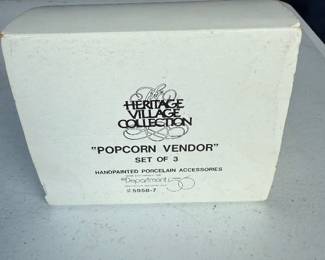 The
HERITAGE
VILLAGE
COLLECTION
"POPCORN VENDOR"
SET OF 3
HANDPAINTED PORCELAIN ACCESSORIES
Department 56
5958-7